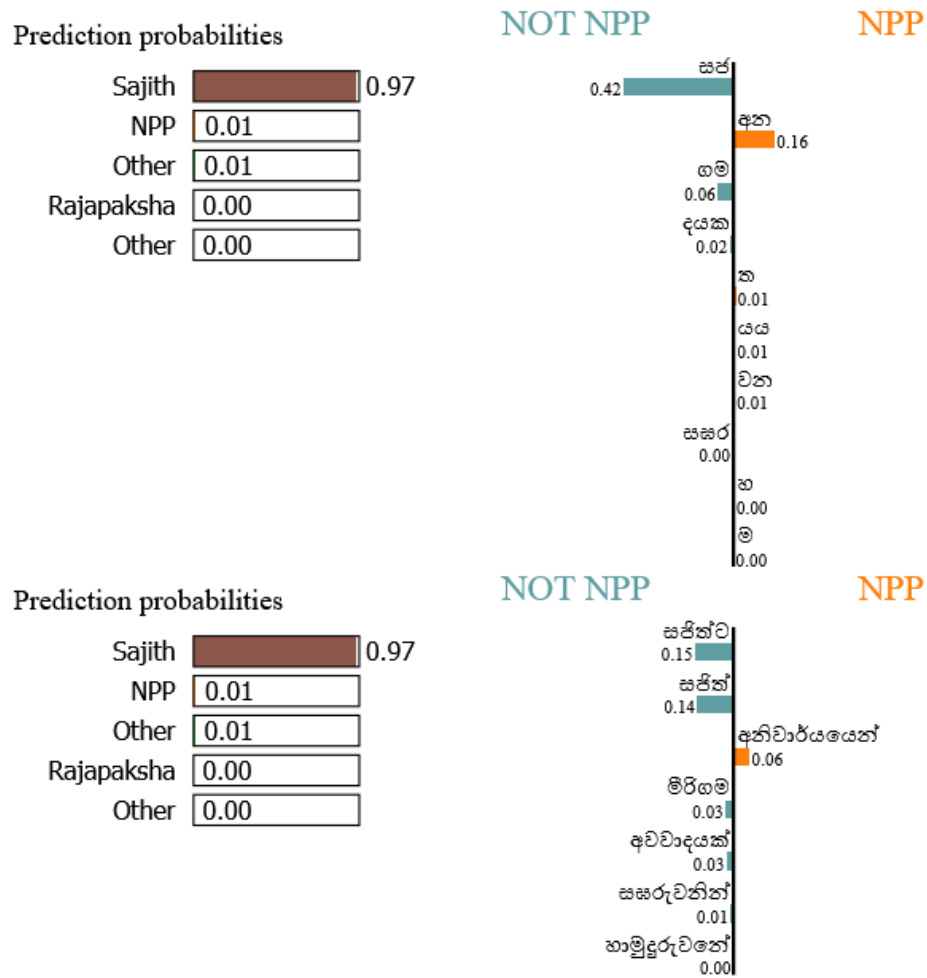 Prediction probabilities
Sajith 0.97
NPP 0.01
Other 0.01
Rajapaksha 0.00
Other 0.00
NOT NPP NPP
සජ
0.42
අන
0.16
ගම
0.06
දයක
0.02
ත
0.01
යය
0.01
වන
0.01
සඝර
0.00
හ
0.00
ම
0.00
Prediction probabilities
Sajith 0.97
NPP 0.01
Other 0.01
Rajapaksha 0.00
Other 0.00
NOT NPP NPP
සජිත්ට
0.15
සජිත්
0.14
අනිවාර්යයෙන්
0.06
මීරිගම
0.03
අවවාදයක්
0.03
සඝරුවනින්
0.01
හාමුදුරුවනේ
0.00